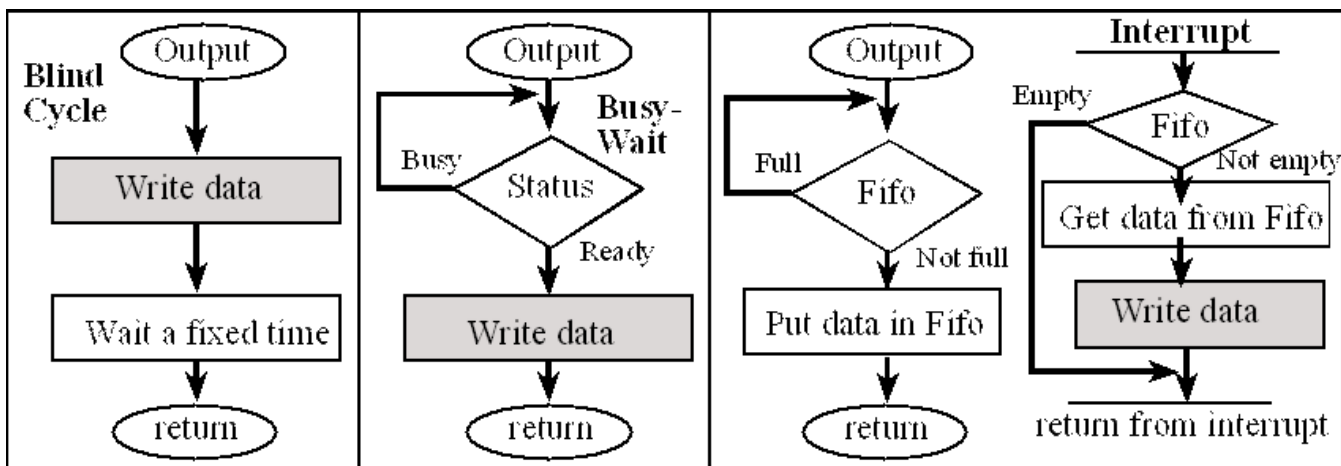 Output
Blind
Cycle
Write data
Wait a fixed time
return
Output
Busy-
Wait
Busy
Status
Ready
Write data
return
Output
Full
Fifo
Not full
Put data in Fifo
return
Interrupt
Empty
Fifo
Not empty
Get data from Fifo
Write data
return from interrupt